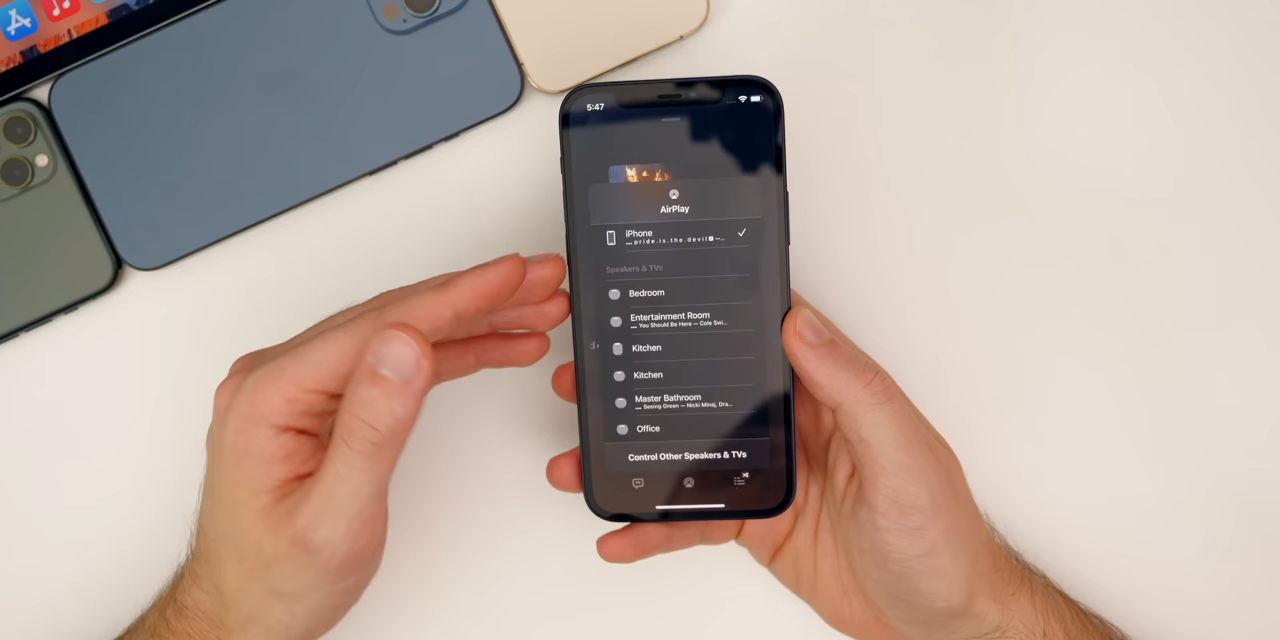 5:47
AirPlay
iPhone
pride.is.the.devil
Speakers & TVs
Bedroom
Entertainment Room
You Should Be Here — Cole Swi...
Kitchen
Kitchen
Master Bathroom
Seeing Green — Nicki Minaj, Dra...
Office
Control Other Speakers & TVs